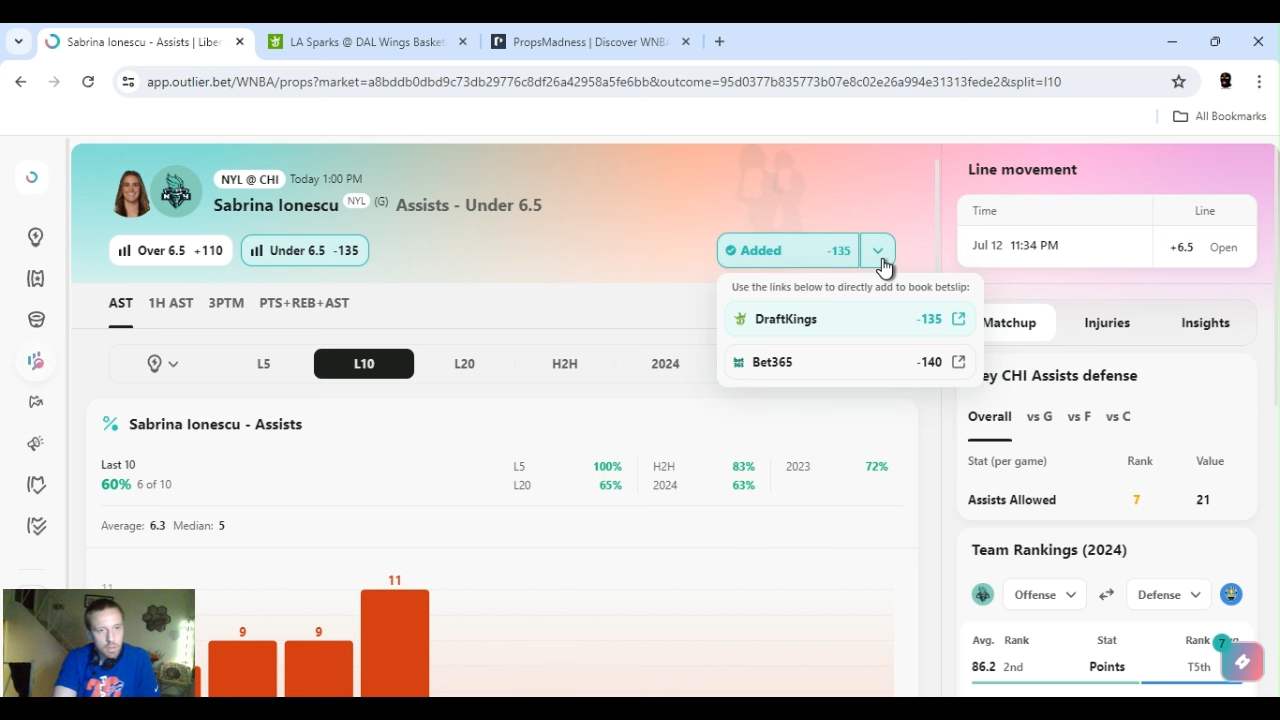 Sabrina Ionescu - Assists | Liber
LA Sparks @ DAL Wings Basket
PropsMadness | Discover WNB
app.outlier.bet/WNBA/props?market=a8bddb0dbd9c73db29776c8df26a42958a5fe6bb&outcome=95d0377b835773b07e8c02e26a994e31313fede2&split=l10
All Bookmarks
NYL @ CHI Today 1:00 PM
Sabrina Ionescu NYL (G) Assists - Under 6.5
Over 6.5 +110
Under 6.5 -135
Added -135
Use the links below to directly add to book betslip:
DraftKings -135
Bet365 -140
AST 1H AST 3PTM PTS+REB+AST
L5 L10 L20 H2H 2024
Sabrina Ionescu - Assists
Last 10
60% 6 of 10
L5 100% H2H 83% 2023 72%
L20 65% 2024 63%
Average: 6.3 Median: 5
11
11
9
9
Line movement
Time Line
Jul 12 11:34 PM +6.5 Open
Matchup Injuries Insights
ey CHI Assists defense
Overall vs G vs F vs C
Stat (per game) Rank Value
Assists Allowed 7 21
Team Rankings (2024)
Offense Defense
Avg. Rank Stat Rank
86.2 2nd Points T5th
7